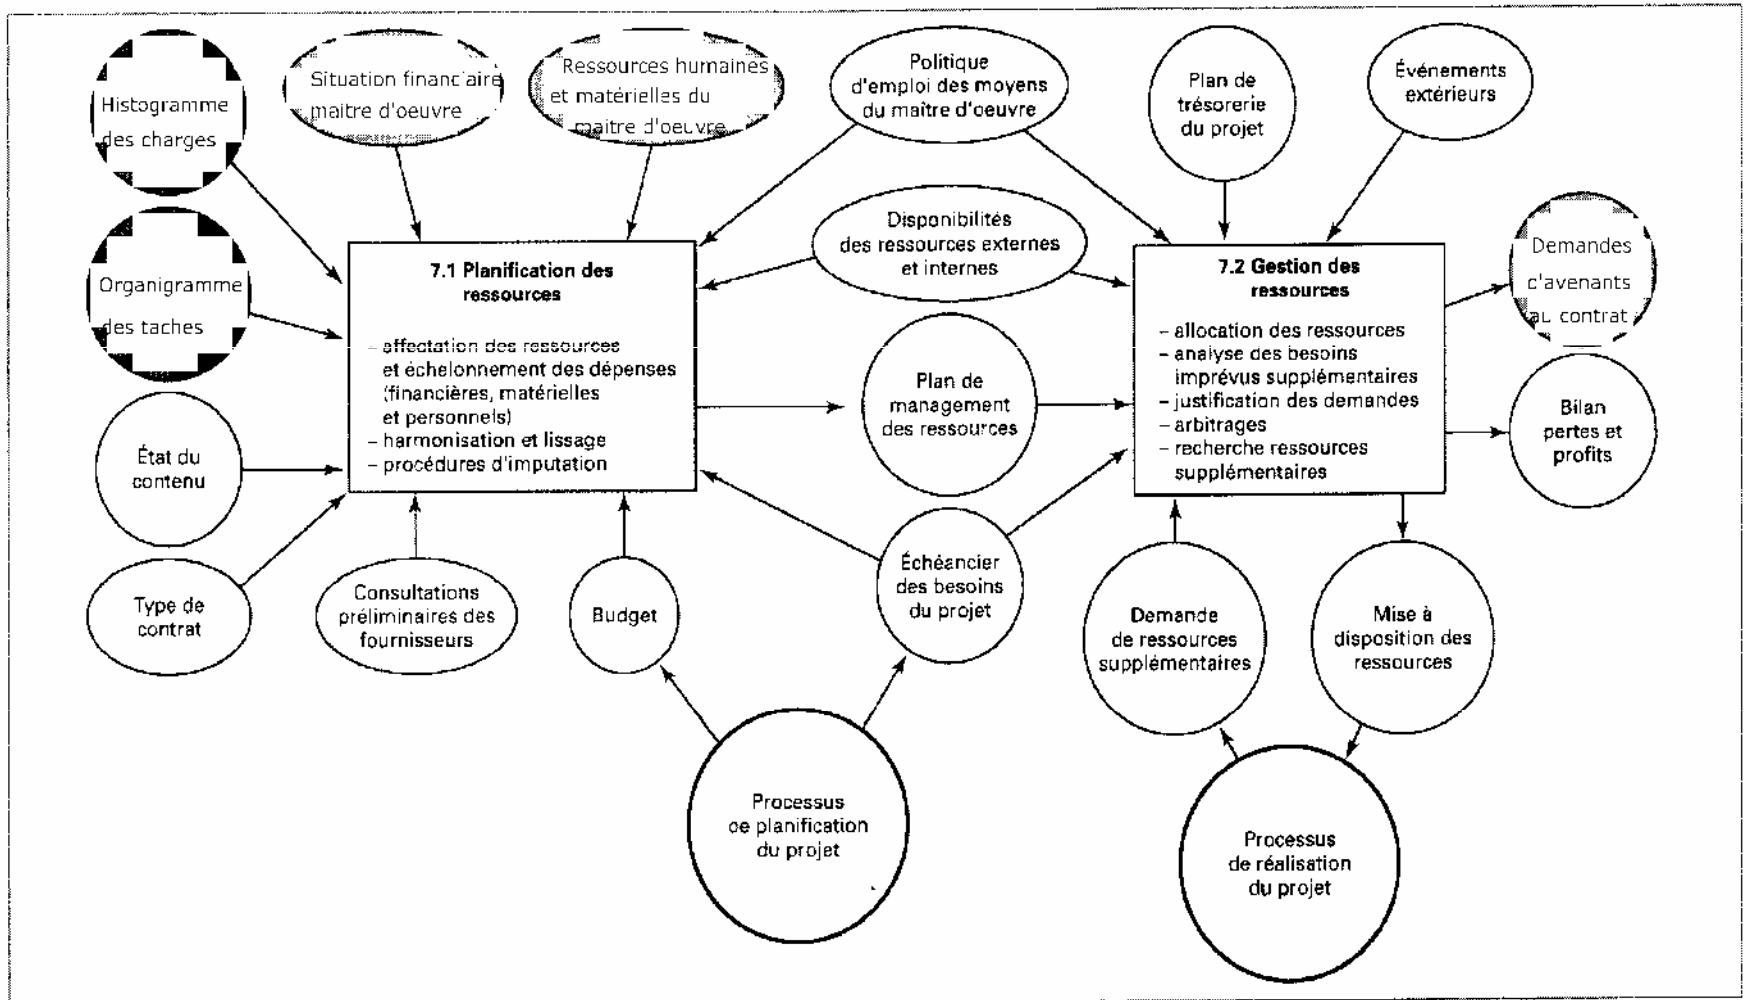 Histogramme
des charges
Situation financiaire
maitre d'oeuvre
Ressources humaines
et matérielles du
maitre d'oeuvre
Politique
d'emploi des moyens
du maître d'oeuvre
Plan de
trésorerie
du projet
Événements
extérieurs
Organigramme
des taches
7.1 Planification des
ressources
– affectation des ressources
et échelonnement des dépenses
(financières, matérielles
et personnels)
– harmonisation et lissage
– procédures d'imputation
Disponibilités
des ressources externes
et internes
7.2 Gestion des
ressources
– allocation des ressources
– analyse des besoins
imprévus supplémentaires
– justification des demandes
– arbitrages
– recherche ressources
supplémentaires
Demandes
d'avenants
au contrat
Plan de
management
des ressources
Bilan
pertes et
profits
État du
contenu
Type de
contrat
Consultations
préliminaires des
fournisseurs
Budget
Échéancier
des besoins
du projet
Demande
de ressources
supplémentaires
Mise à
disposition des
ressources
Processus
de planification
du projet
Processus
de réalisation
du projet